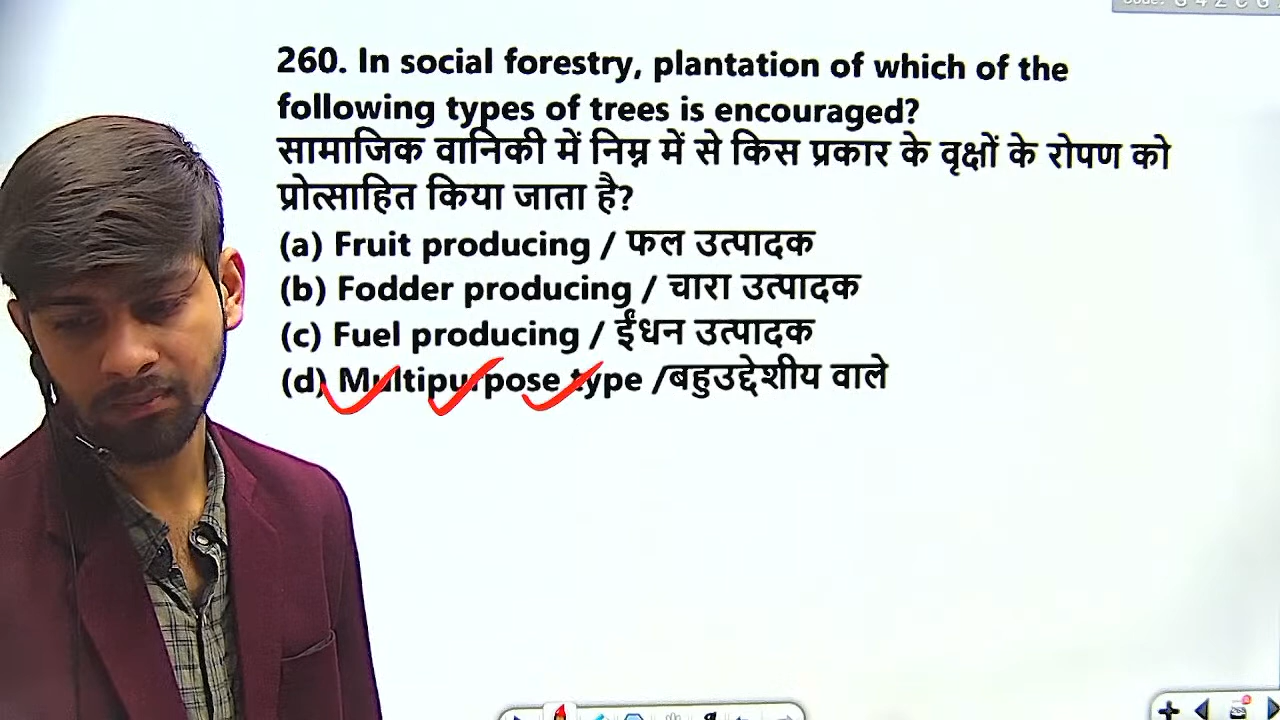 260. In social forestry, plantation of which of the
following types of trees is encouraged?
सामाजिक वानिकी में निम्न में से किस प्रकार के वृक्षों के रोपण को
प्रोत्साहित किया जाता है?
(a) Fruit producing / फल उत्पादक
(b) Fodder producing / चारा उत्पादक
(c) Fuel producing / ईंधन उत्पादक
(d) Multipurpose type /बहुउद्देशीय वाले